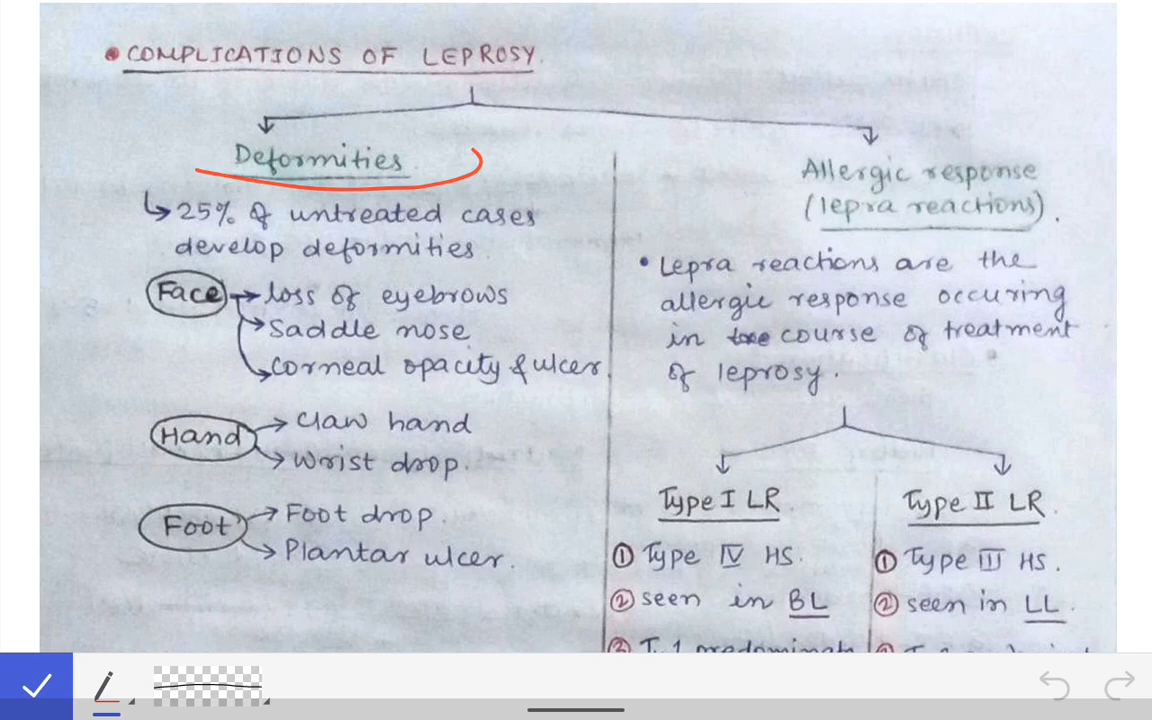 COMPLICATIONS OF LEPROSY.
Deformities.
25% of untreated cases
develop deformities.
Face → loss of eyebrows
→ Saddle nose
→ Corneal opacity & ulcer.
Hand → Claw hand
→ Wrist drop.
Foot → Foot drop.
→ Plantar ulcer.
Allergic response
(lepra reactions).
• Lepra reactions are the
allergic response occuring
in course of treatment
of leprosy.
Type I LR
① Type IV HS.
② seen in BL
Type II LR.
① Type III HS.
② seen in LL.